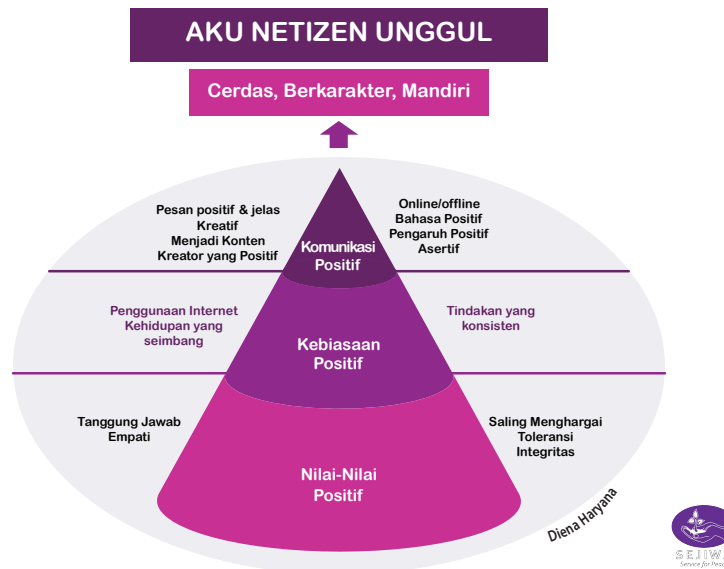 AKU NETIZEN UNGGUL
Cerdas, Berkarakter, Mandiri
Pesan positif & jelas
Kreatif
Menjadi Konten
Kreator yang Positif
Komunikasi
Positif
Online/offline
Bahasa Positif
Pengaruh Positif
Asertif
Penggunaan Internet
Kehidupan yang
seimbang
Kebiasaan
Positif
Tindakan yang
konsisten
Tanggung Jawab
Empati
Nilai-Nilai
Positif
Saling Menghargai
Toleransi
Integritas
Diena Haryana
Service for